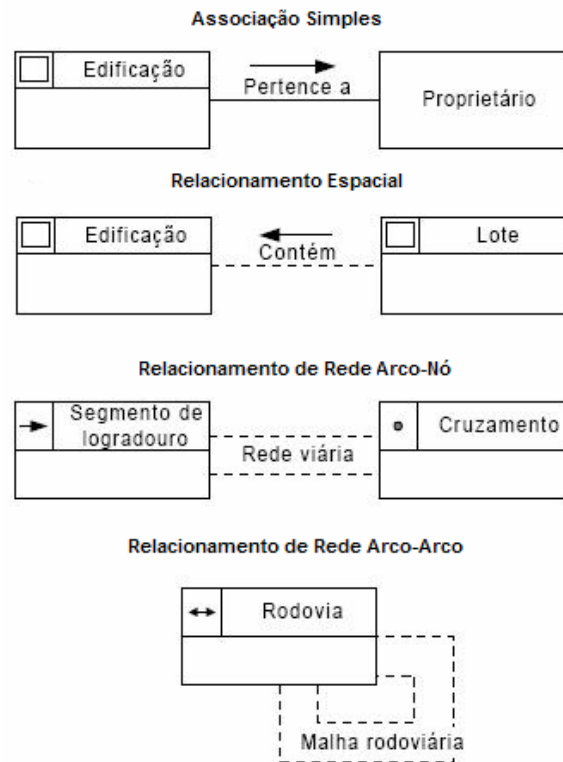 Associação Simples
Edificação
Pertence a
Proprietário
Relacionamento Espacial
Edificação
Contém
Lote
Relacionamento de Rede Arco-Nó
Segmento de
logradouro
Rede viária
Cruzamento
Relacionamento de Rede Arco-Arco
Rodovia
Malha rodoviária